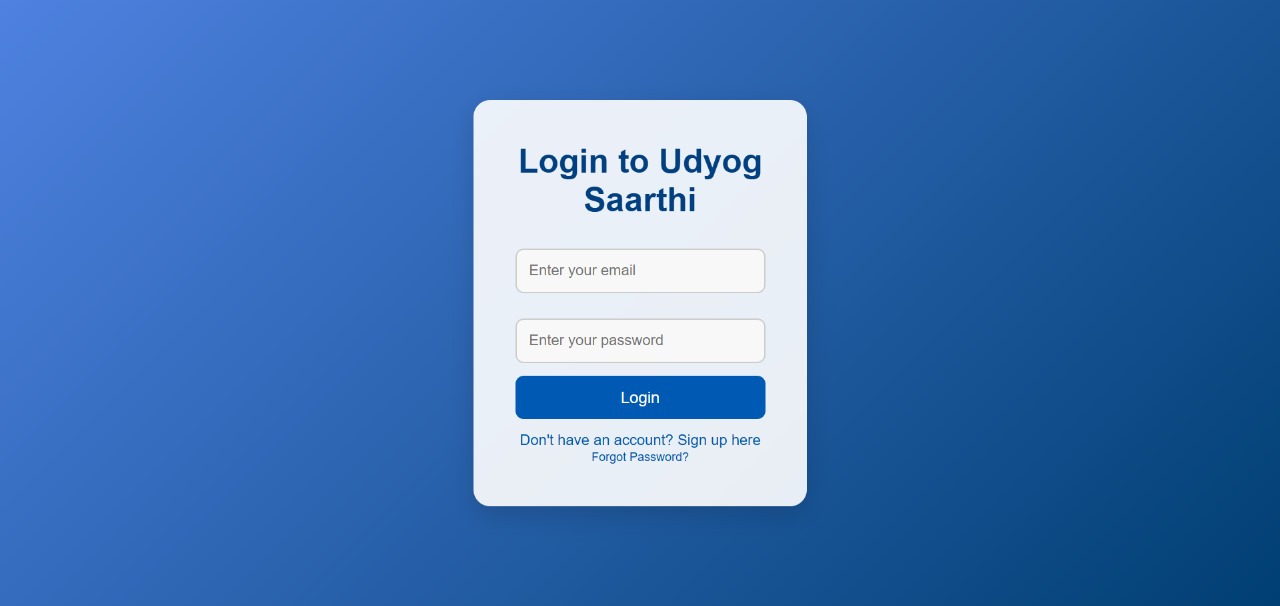 Login to Udyog
Saarthi
Enter your email
Enter your password
Login
Don't have an account? Sign up here
Forgot Password?